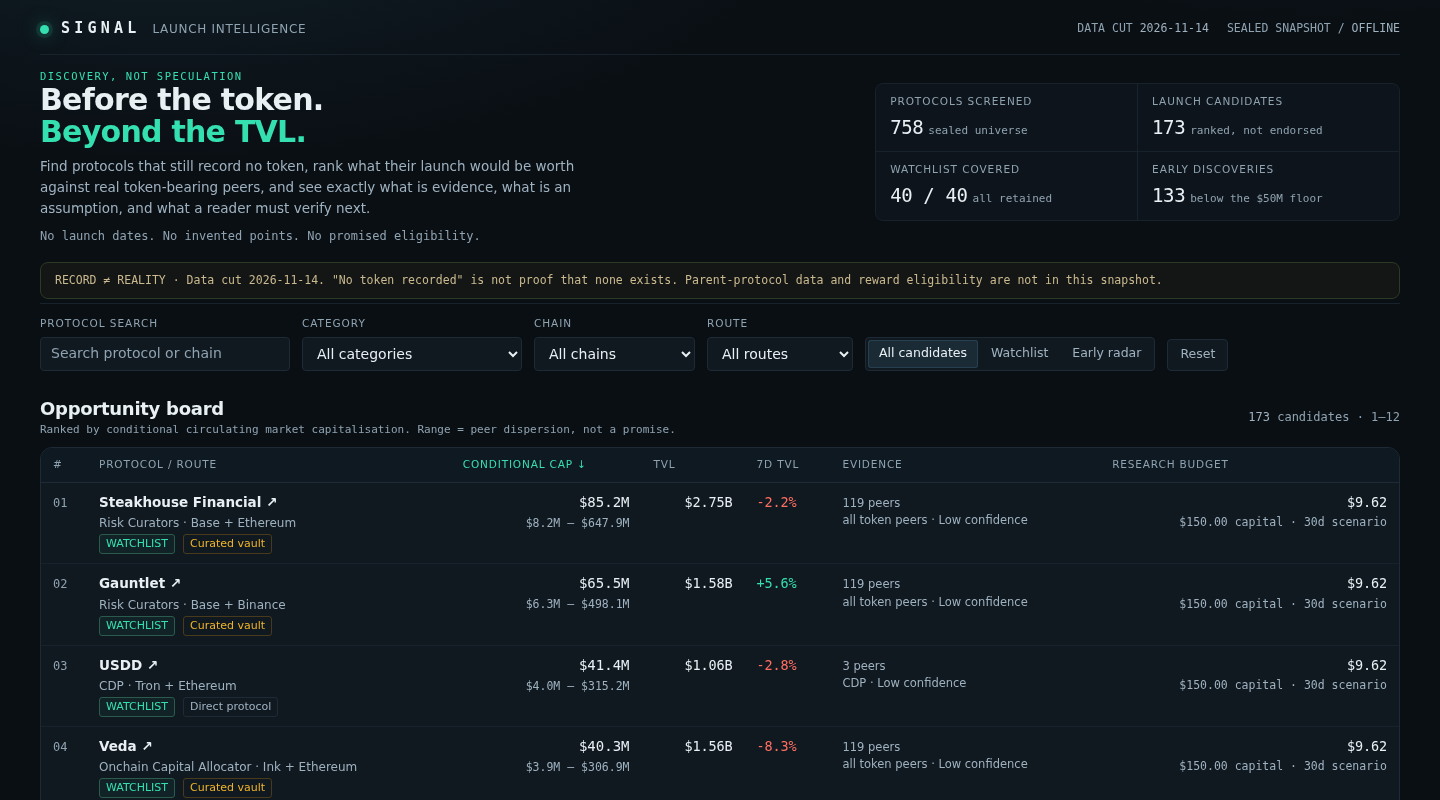 SIGNAL LAUNCH INTELLIGENCE
DATA CUT 2026-11-14 SEALED SNAPSHOT / OFFLINE
DISCOVERY, NOT SPECULATION
Before the token.
Beyond the TVL.
Find protocols that still record no token, rank what their launch would be worth
against real token-bearing peers, and see exactly what is evidence, what is an
assumption, and what a reader must verify next.
No launch dates. No invented points. No promised eligibility.
PROTOCOLS SCREENED
758 sealed universe
LAUNCH CANDIDATES
173 ranked, not endorsed
WATCHLIST COVERED
40 / 40 all retained
EARLY DISCOVERIES
133 below the $50M floor
RECORD ≠ REALITY · Data cut 2026-11-14. "No token recorded" is not proof that none exists. Parent-protocol data and reward eligibility are not in this snapshot.
PROTOCOL SEARCH CATEGORY CHAIN ROUTE
Search protocol or chain All categories All chains All routes All candidates Watchlist Early radar Reset
Opportunity board
Ranked by conditional circulating market capitalisation. Range = peer dispersion, not a promise.
173 candidates · 1–12
# PROTOCOL / ROUTE CONDITIONAL CAP ↓ TVL 7D TVL EVIDENCE RESEARCH BUDGET
01 Steakhouse Financial ↗ $85.2M $2.75B -2.2% 119 peers $9.62
Risk Curators · Base + Ethereum $8.2M — $647.9M all token peers · Low confidence $150.00 capital · 30d scenario
WATCHLIST Curated vault
02 Gauntlet ↗ $65.5M $1.58B +5.6% 119 peers $9.62
Risk Curators · Base + Binance $6.3M — $498.1M all token peers · Low confidence $150.00 capital · 30d scenario
WATCHLIST Curated vault
03 USDD ↗ $41.4M $1.06B -2.8% 3 peers $9.62
CDP · Tron + Ethereum $4.0M — $315.2M CDP · Low confidence $150.00 capital · 30d scenario
WATCHLIST Direct protocol
04 Veda ↗ $40.3M $1.56B -8.3% 119 peers $9.62
Onchain Capital Allocator · Ink + Ethereum $3.9M — $306.9M all token peers · Low confidence $150.00 capital · 30d scenario
WATCHLIST Curated vault